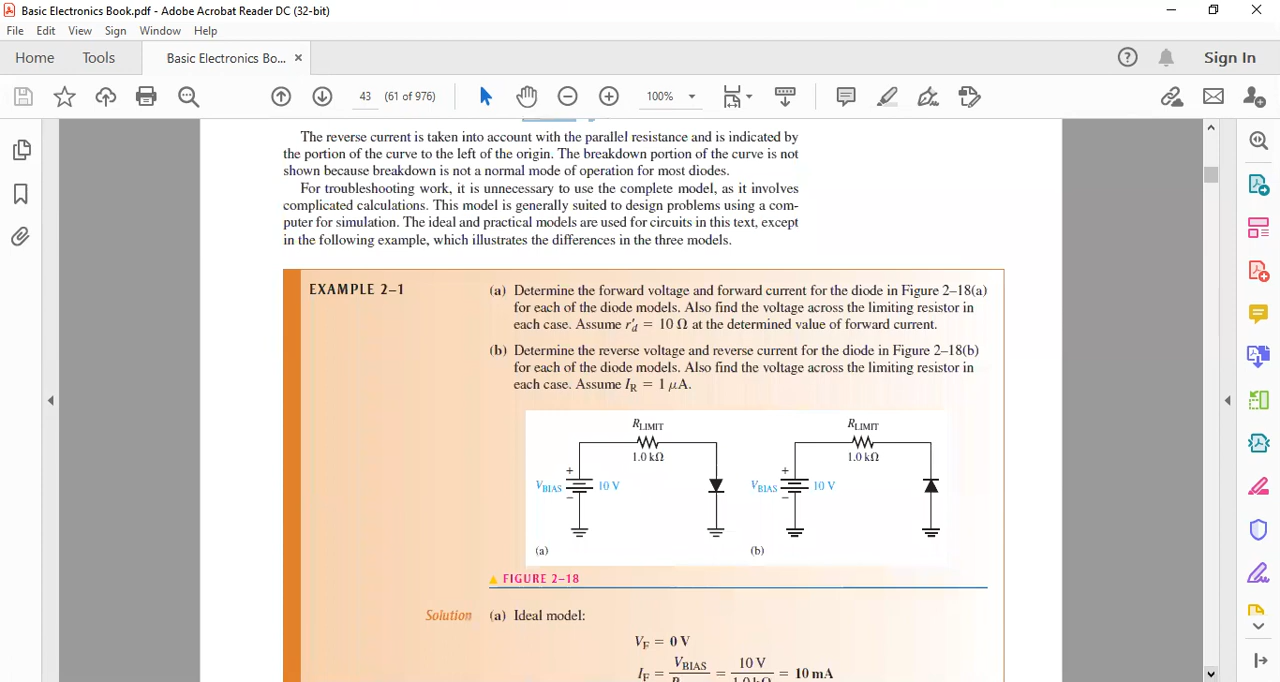 Basic Electronics Book.pdf - Adobe Acrobat Reader DC (32-bit)
File Edit View Sign Window Help
Home Tools Basic Electronics Bo... × Sign In
43 (61 of 976) 100%
The reverse current is taken into account with the parallel resistance and is indicated by
the portion of the curve to the left of the origin. The breakdown portion of the curve is not
shown because breakdown is not a normal mode of operation for most diodes.
For troubleshooting work, it is unnecessary to use the complete model, as it involves
complicated calculations. This model is generally suited to design problems using a com-
puter for simulation. The ideal and practical models are used for circuits in this text, except
in the following example, which illustrates the differences in the three models.
EXAMPLE 2–1
(a) Determine the forward voltage and forward current for the diode in Figure 2–18(a)
for each of the diode models. Also find the voltage across the limiting resistor in
each case. Assume r′d = 10 Ω at the determined value of forward current.
(b) Determine the reverse voltage and reverse current for the diode in Figure 2–18(b)
for each of the diode models. Also find the voltage across the limiting resistor in
each case. Assume IR = 1 μA.
RLIMIT
1.0 kΩ
+
VBIAS 10 V
–
(a)
RLIMIT
1.0 kΩ
+
VBIAS 10 V
–
(b)
▲ FIGURE 2–18
Solution (a) Ideal model:
VF = 0 V
IF = VBIAS = 10 V = 10 mA
1.0 kΩ